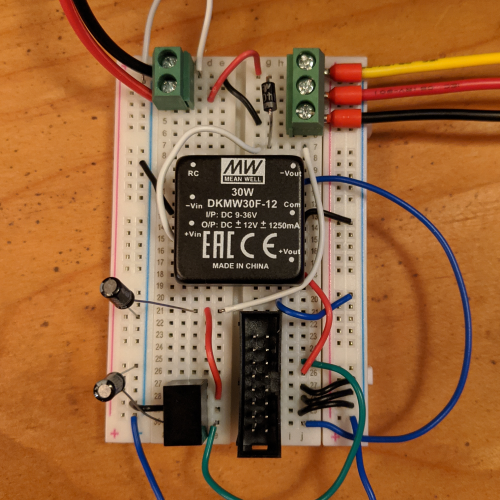 MW
MEAN WELL
RC
-Vout
30W
DKMW30F-12
-Vin
Com
I/P: DC 9-36V
O/P: DC ±12V ±1250mA
+Vin
EAC CE
+Vout
MADE IN CHINA